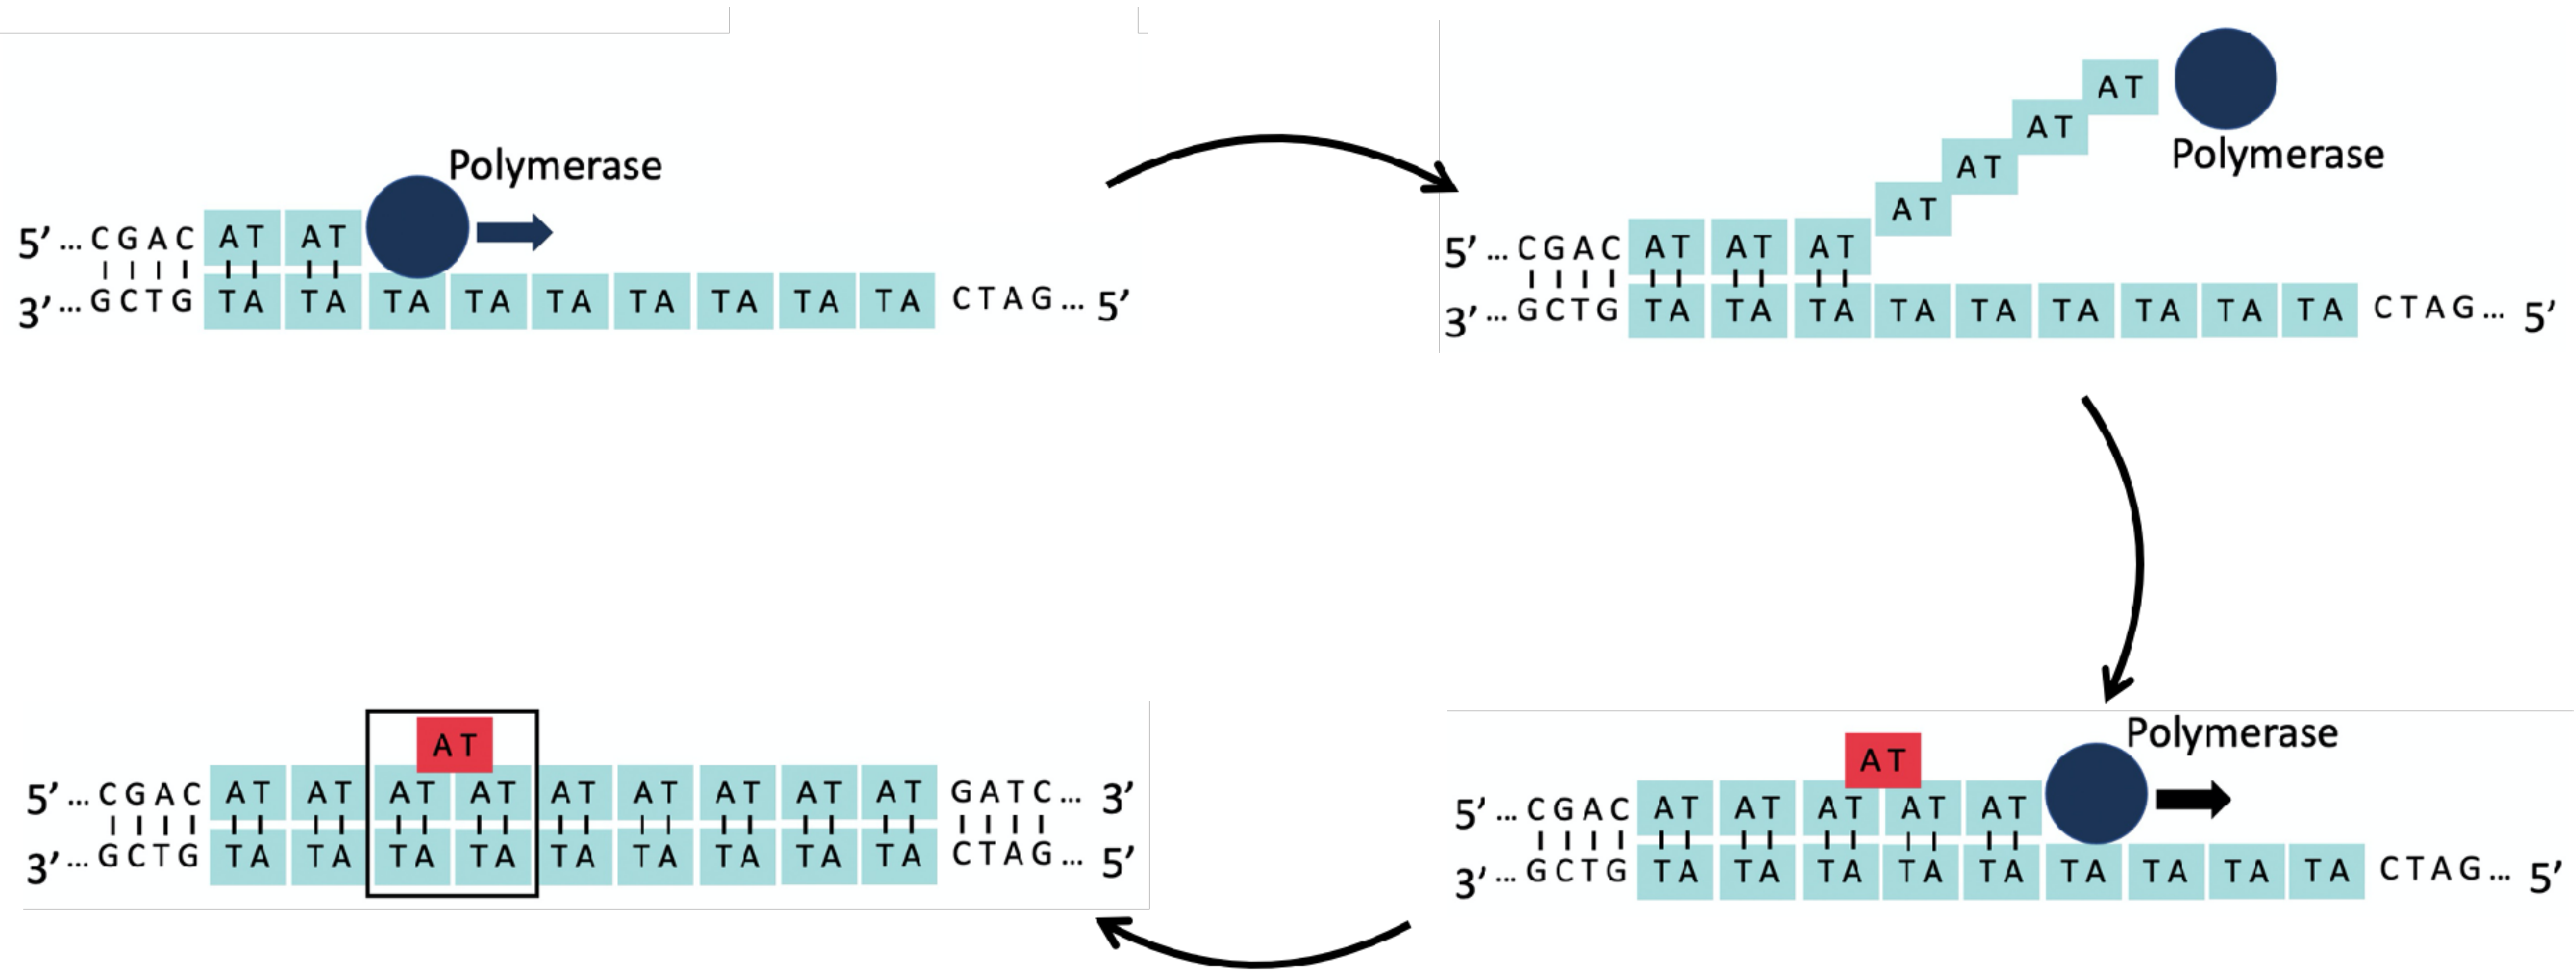 Polymerase
5’... C G A C AT AT
3’... G C T G TA TA TA TA TA TA TA TA TA C T A G ... 5’
AT
AT
AT
AT
Polymerase
5’ ... C G A C AT AT AT
3’ ... G C T G TA TA TA TA TA TA TA TA TA C T A G ... 5’
Polymerase
AT
5’ ... C G A C AT AT AT AT AT
3’ ... G C T G TA TA TA TA TA TA TA TA TA C T A G ... 5’
AT
5’ ... C G A C AT AT AT AT AT AT AT AT AT G A T C ... 3’
3’ ... G C T G TA TA TA TA TA TA TA TA TA C T A G ... 5’